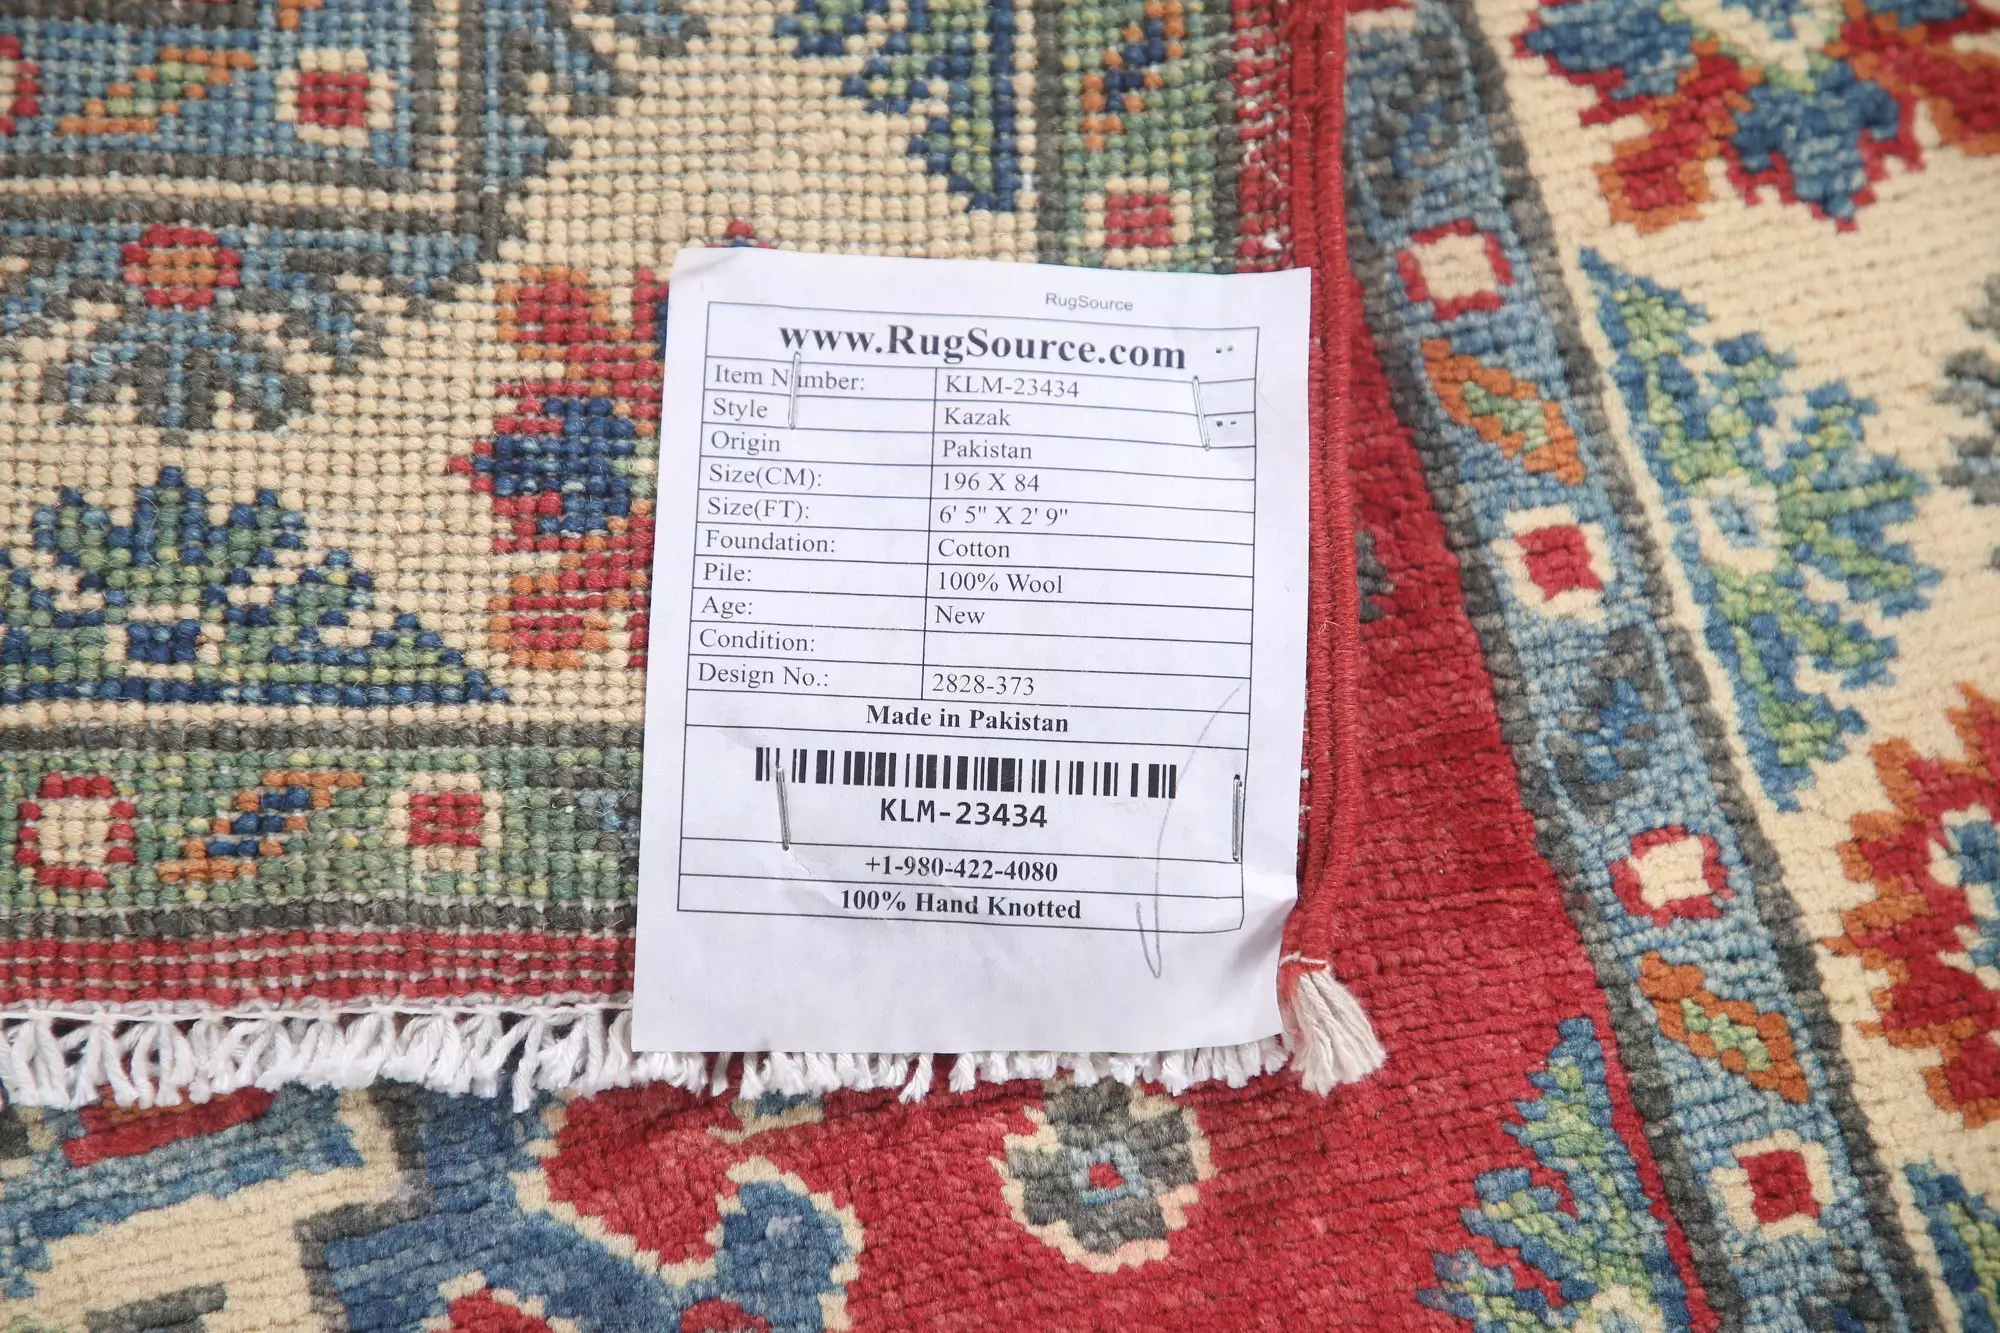 RugSource
www.RugSource.com
Item Number: KLM-23434
Style Kazak
Origin Pakistan
Size(CM): 196 X 84
Size(FT): 6' 5" X 2' 9"
Foundation: Cotton
Pile: 100% Wool
Age: New
Condition:
Design No.: 2828-373
Made in Pakistan
KLM-23434
+1-980-422-4080
100% Hand Knotted